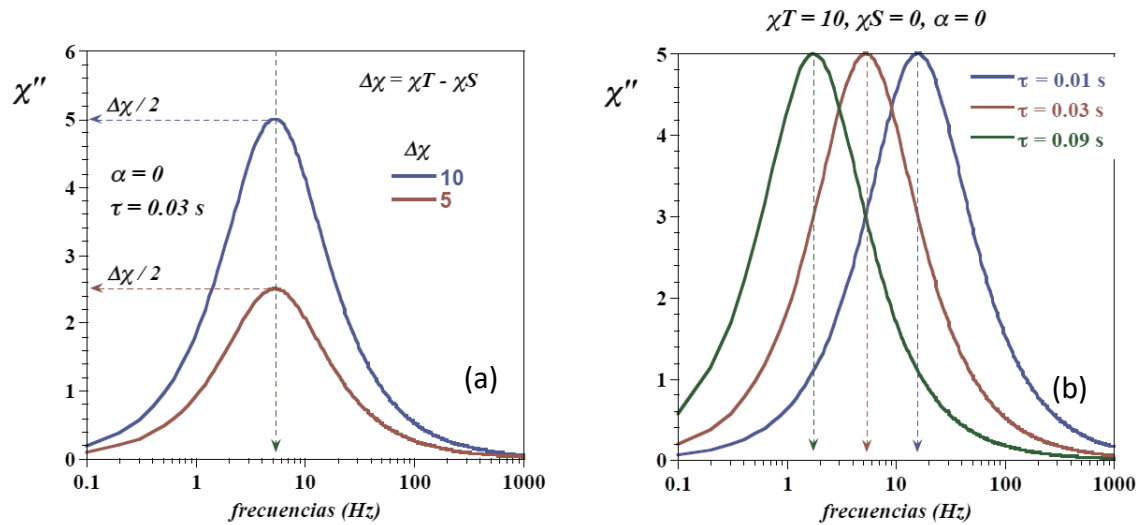 6
5
4
3
2
1
0
χ''
Δχ = χT - χS
Δχ / 2
Δχ
10
5
α = 0
τ = 0.03 s
Δχ / 2
(a)
0.1
1
10
100
1000
frecuencias (Hz)
χT = 10, χS = 0, α = 0
5
4
3
2
1
0
χ''
τ = 0.01 s
τ = 0.03 s
τ = 0.09 s
(b)
0.1
1
10
100
1000
frecuencias (Hz)